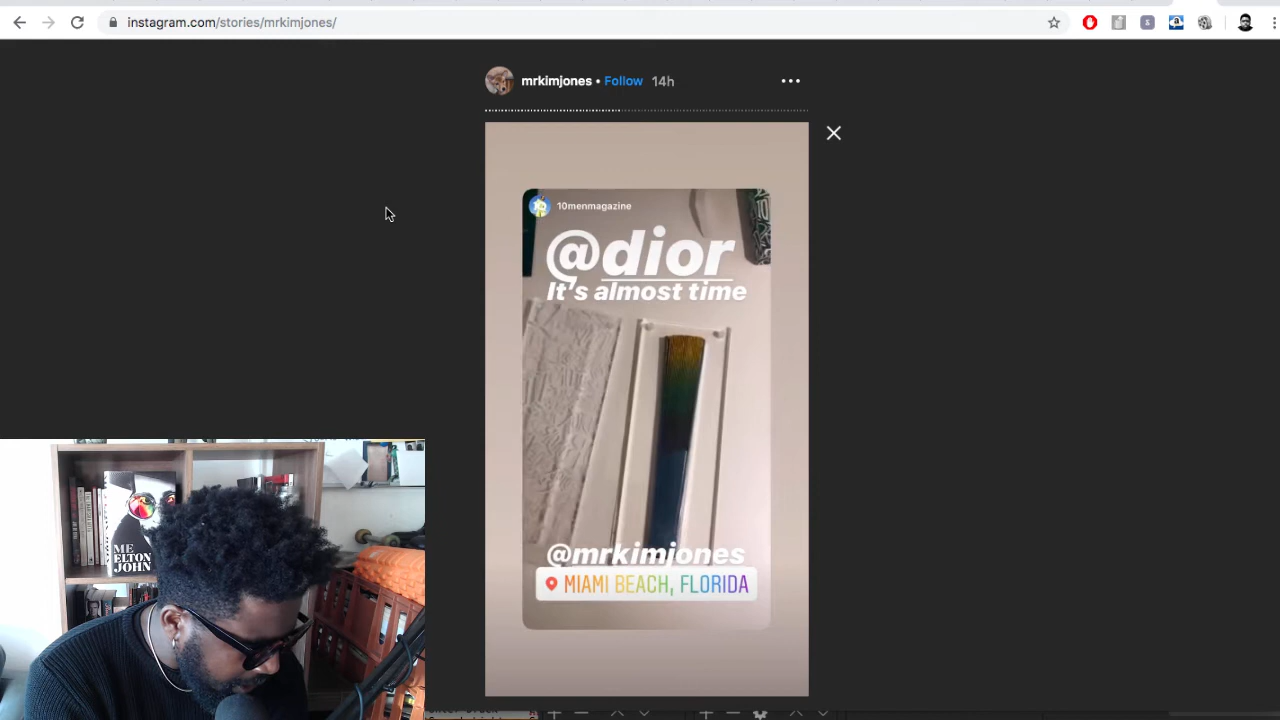 instagram.com/stories/mrkimjones/
mrkimjones • Follow 14h
10menmagazine
@dior
It's almost time
@mrkimjones
MIAMI BEACH, FLORIDA
ME
ELTON
JOHN